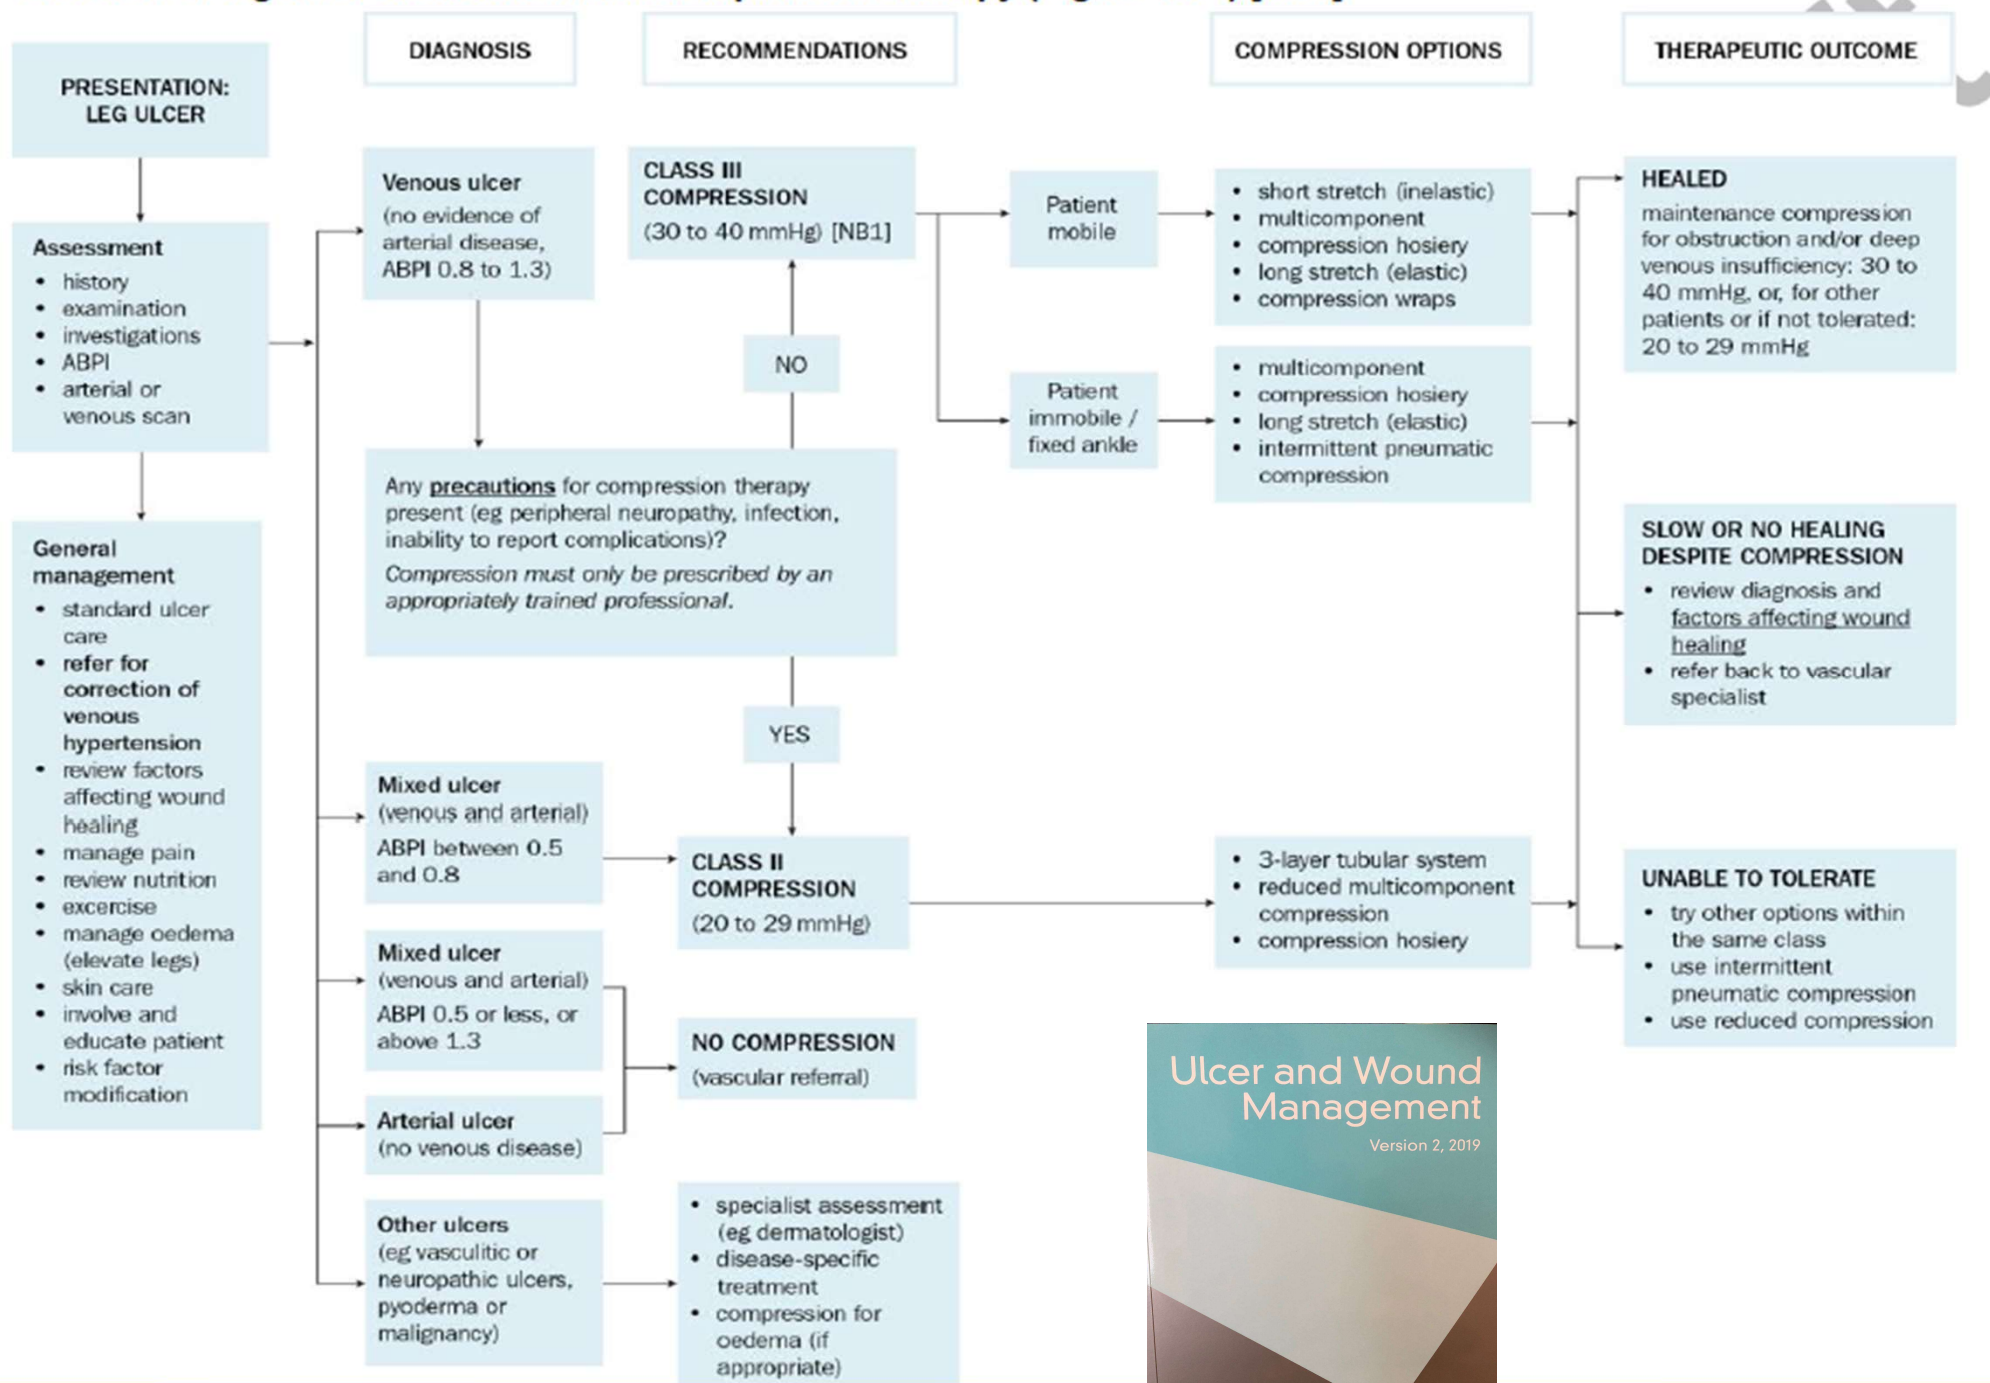 PRESENTATION:
LEG ULCER
Assessment
• history
• examination
• investigations
• ABPI
• arterial or
venous scan
General
management
• standard ulcer
care
• refer for
correction of
venous
hypertension
• review factors
affecting wound
healing
• manage pain
• review nutrition
• excercise
• manage oedema
(elevate legs)
• skin care
• involve and
educate patient
• risk factor
modification
DIAGNOSIS
Venous ulcer
(no evidence of
arterial disease,
ABPI 0.8 to 1.3)
Any precautions for compression therapy
present (eg peripheral neuropathy, infection,
inability to report complications)?
Compression must only be prescribed by an
appropriately trained professional.
Mixed ulcer
(venous and arterial)
ABPI between 0.5
and 0.8
Mixed ulcer
(venous and arterial)
ABPI 0.5 or less, or
above 1.3
Arterial ulcer
(no venous disease)
Other ulcers
(eg vasculitic or
neuropathic ulcers,
pyoderma or
malignancy)
RECOMMENDATIONS
CLASS III
COMPRESSION
(30 to 40 mmHg) [NB1]
NO
YES
CLASS II
COMPRESSION
(20 to 29 mmHg)
NO COMPRESSION
(vascular referral)
• specialist assessment
(eg dermatologist)
• disease-specific
treatment
• compression for
oedema (if
appropriate)
Patient
mobile
Patient
immobile /
fixed ankle
COMPRESSION OPTIONS
• short stretch (inelastic)
• multicomponent
• compression hosiery
• long stretch (elastic)
• compression wraps
• multicomponent
• compression hosiery
• long stretch (elastic)
• intermittent pneumatic
compression
• 3-layer tubular system
• reduced multicomponent
compression
• compression hosiery
THERAPEUTIC OUTCOME
HEALED
maintenance compression
for obstruction and/or deep
venous insufficiency: 30 to
40 mmHg, or, for other
patients or if not tolerated:
20 to 29 mmHg
SLOW OR NO HEALING
DESPITE COMPRESSION
• review diagnosis and
factors affecting wound
healing
• refer back to vascular
specialist
UNABLE TO TOLERATE
• try other options within
the same class
• use intermittent
pneumatic compression
• use reduced compression
Ulcer and Wound
Management
Version 2, 2019